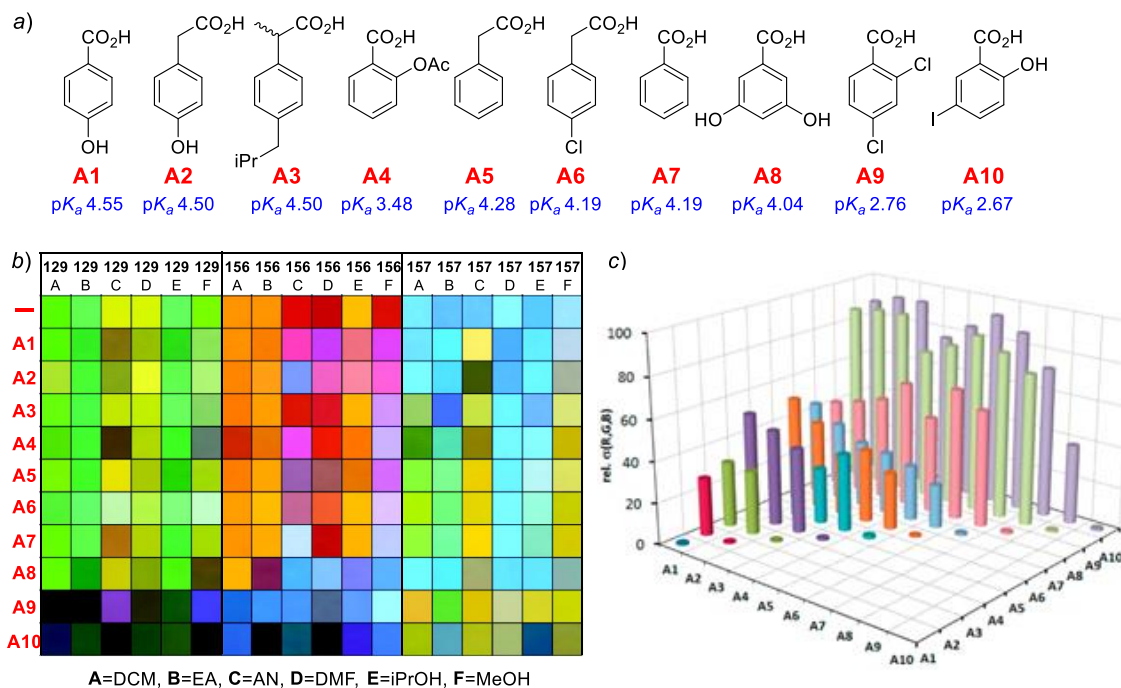 a)
CO₂H CO₂H CO₂H CO₂H CO₂H CO₂H CO₂H CO₂H CO₂H CO₂H
OAc Cl OH
HO OH I
OH OH iPr Cl Cl
A1 A2 A3 A4 A5 A6 A7 A8 A9 A10
pKₐ 4.55 pKₐ 4.50 pKₐ 4.50 pKₐ 3.48 pKₐ 4.28 pKₐ 4.19 pKₐ 4.19 pKₐ 4.04 pKₐ 2.76 pKₐ 2.67
b)
129 129 129 129 129 129 156 156 156 156 156 156 157 157 157 157 157 157
A B C D E F A B C D E F A B C D E F
–
A1
A2
A3
A4
A5
A6
A7
A8
A9
A10
A=DCM, B=EA, C=AN, D=DMF, E=iPrOH, F=MeOH
c)
rel. σ(R,G,B)
100
80
60
40
20
0
A1 A2 A3 A4 A5 A6 A7 A8 A9 A10
A1 A2 A3 A4 A5 A6 A7 A8 A9 A10